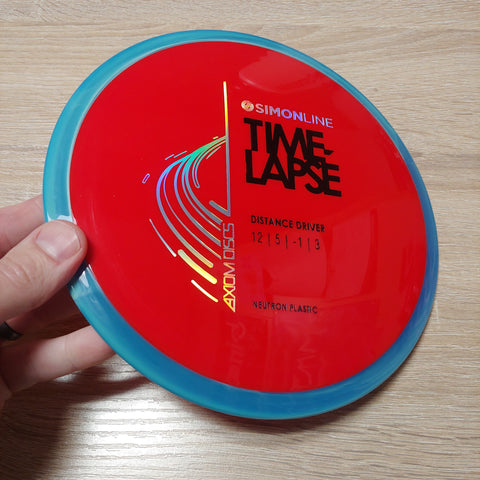 SIMONLINE
TIME-
LAPSE
DISTANCE DRIVER
12 | 5 | -1 | 3
AXIOM DISCS
NEUTRON PLASTIC